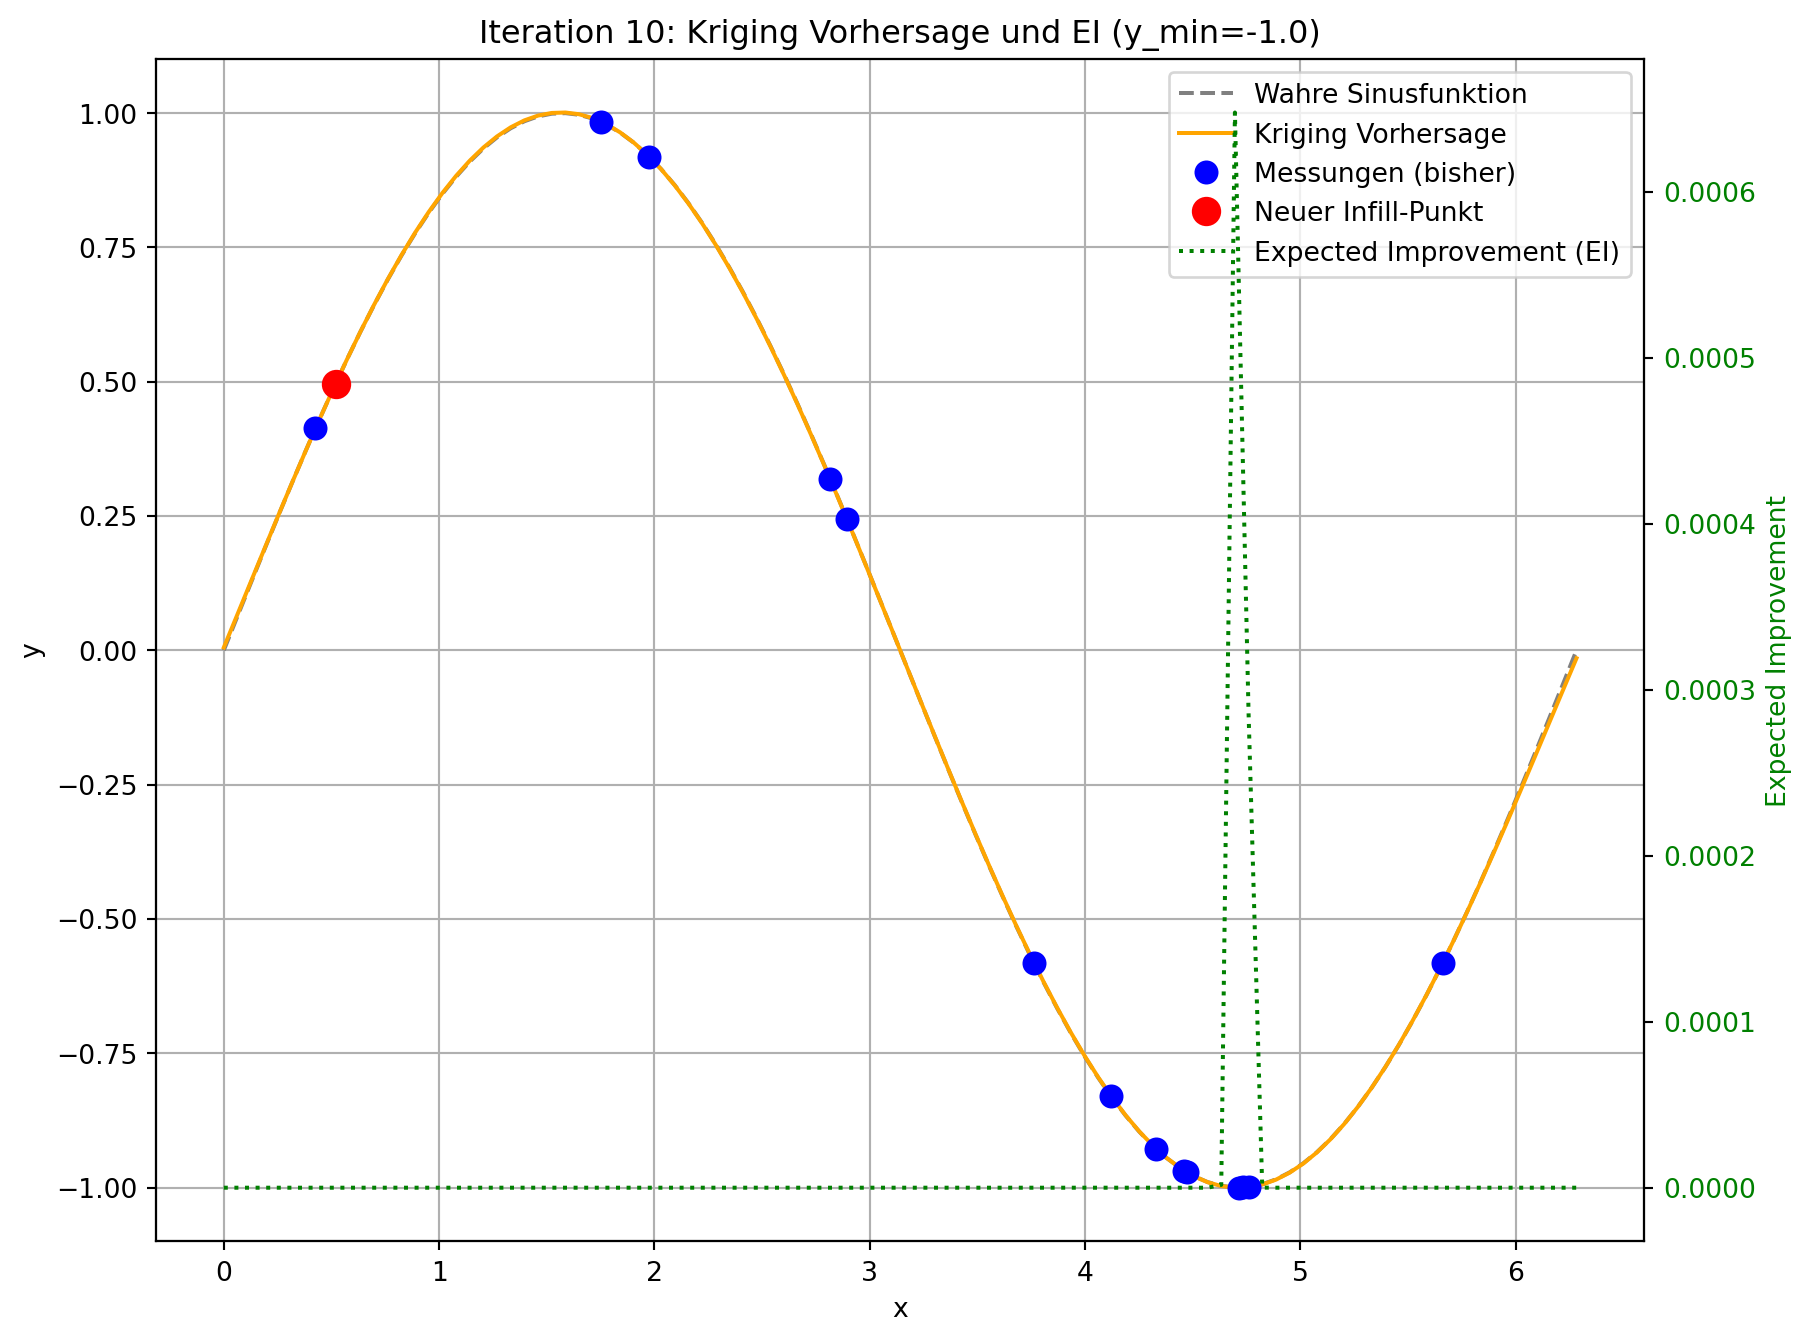 Iteration 10: Kriging Vorhersage und EI (y_min=-1.0)
Wahre Sinusfunktion
Kriging Vorhersage
Messungen (bisher)
Neuer Infill-Punkt
Expected Improvement (EI)
1.00
0.75
0.50
0.25
0.00
−0.25
−0.50
−0.75
−1.00
y
0.0006
0.0005
0.0004
0.0003
0.0002
0.0001
0.0000
Expected Improvement
0 1 2 3 4 5 6
x